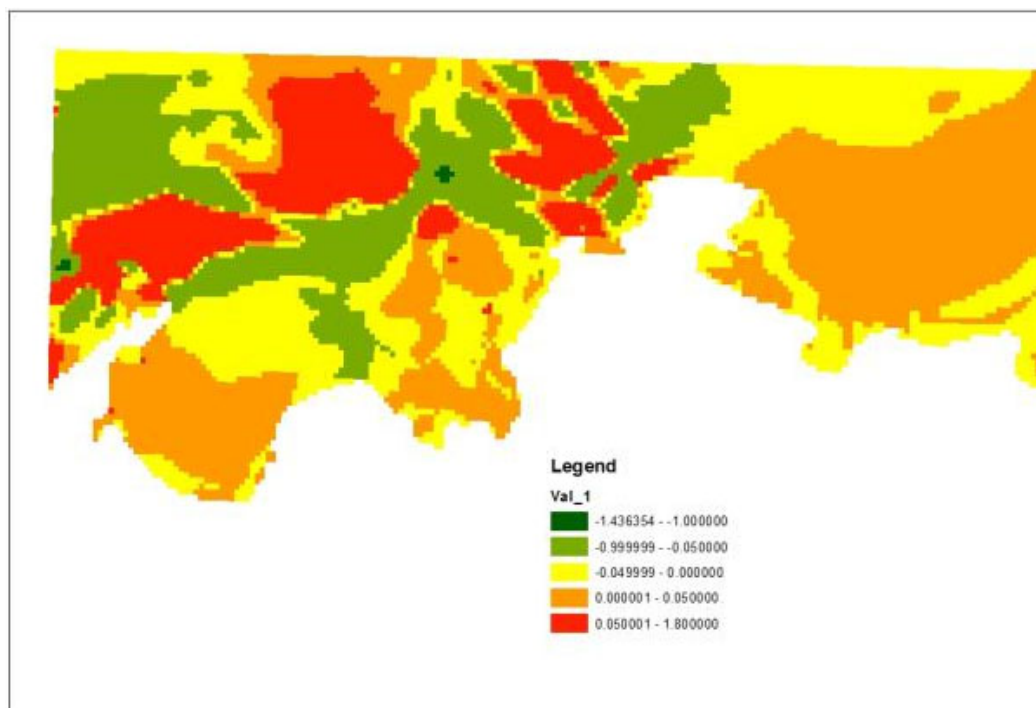 Legend
Val_1
-1.436354 - -1.000000
-0.999999 - -0.050000
-0.049999 - 0.000000
0.000001 - 0.050000
0.050001 - 1.800000